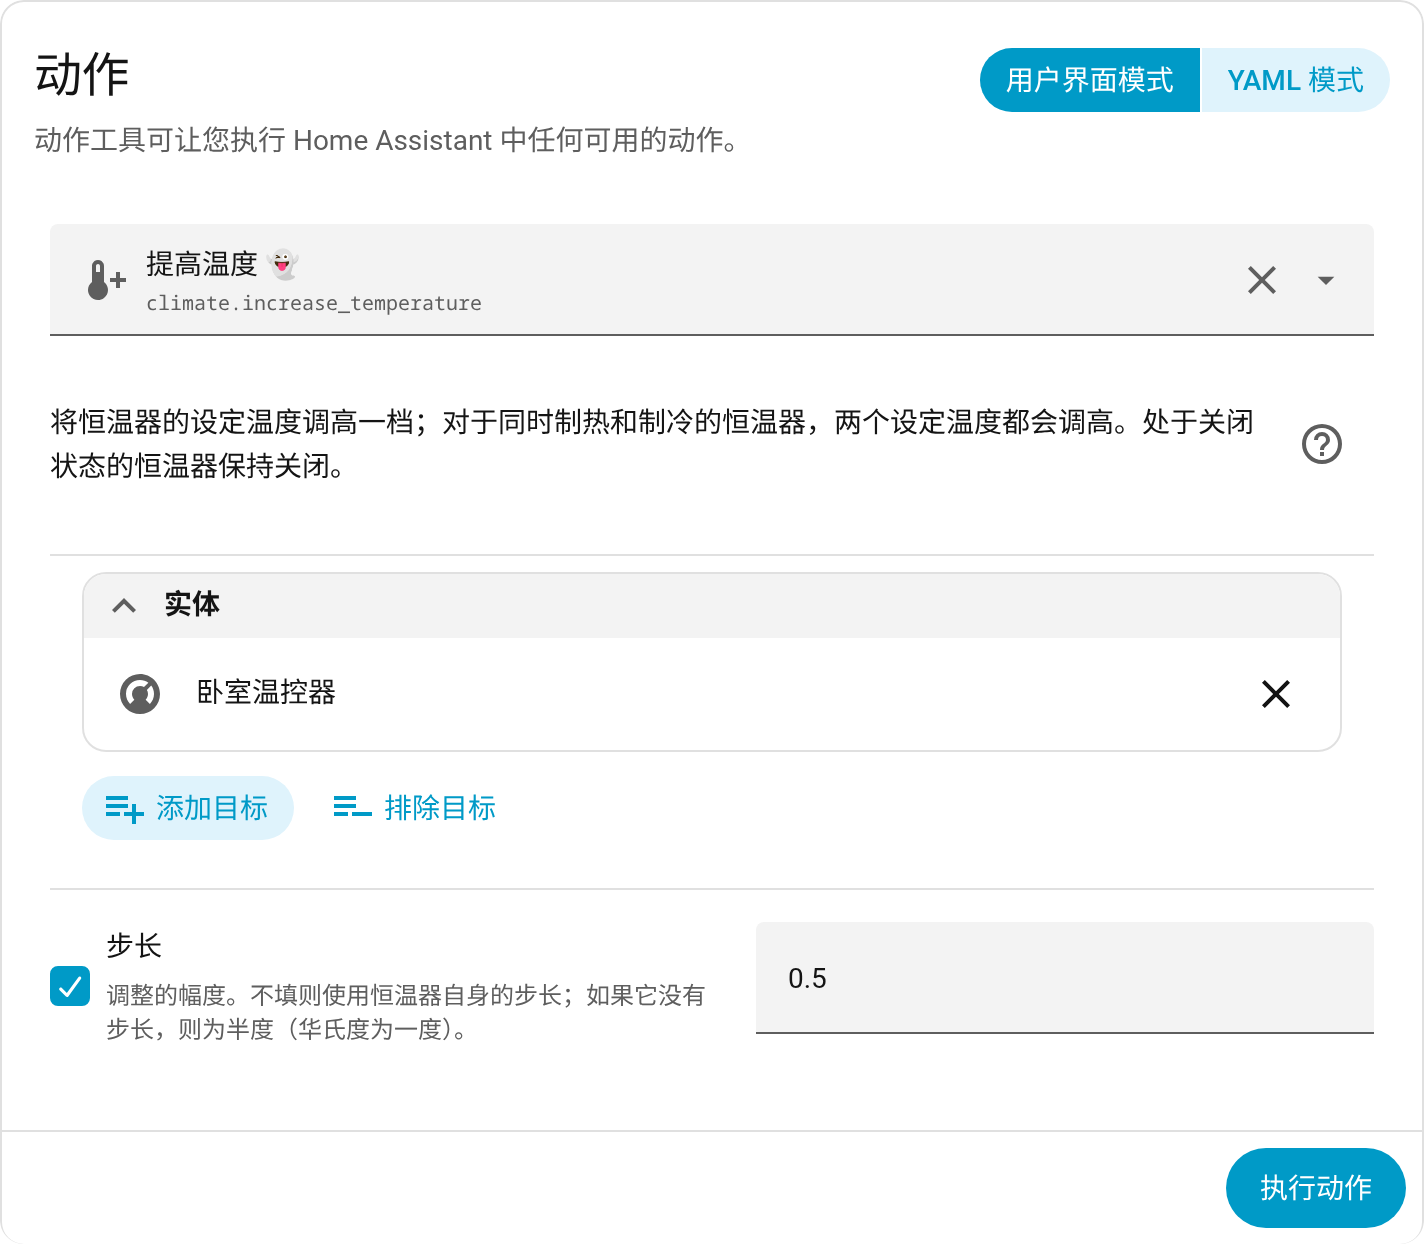 动作
用户界面模式
YAML 模式
动作工具可让您执行 Home Assistant 中任何可用的动作。
提高温度 👻
climate.increase_temperature
将恒温器的设定温度调高一档；对于同时制热和制冷的恒温器，两个设定温度都会调高。处于关闭
状态的恒温器保持关闭。
实体
卧室温控器
添加目标
排除目标
步长
调整的幅度。不填则使用恒温器自身的步长；如果它没有
步长，则为半度（华氏度为一度）。
0.5
执行动作